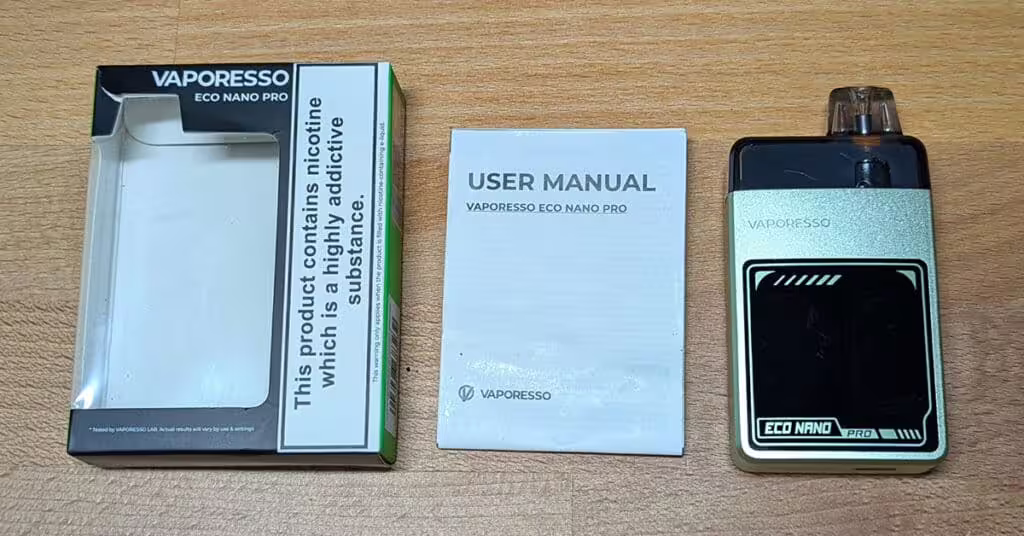 VAPORESSO
ECO NANO PRO
This product contains nicotine
which is a highly addictive
substance.
This warning only applies when the product is filled with nicotine-containing e-liquid.
* Tested by VAPORESSO LAB. Actual results will vary by use & settings
USER MANUAL
VAPORESSO ECO NANO PRO
VAPORESSO
VAPORESSO
ECO NANO PRO